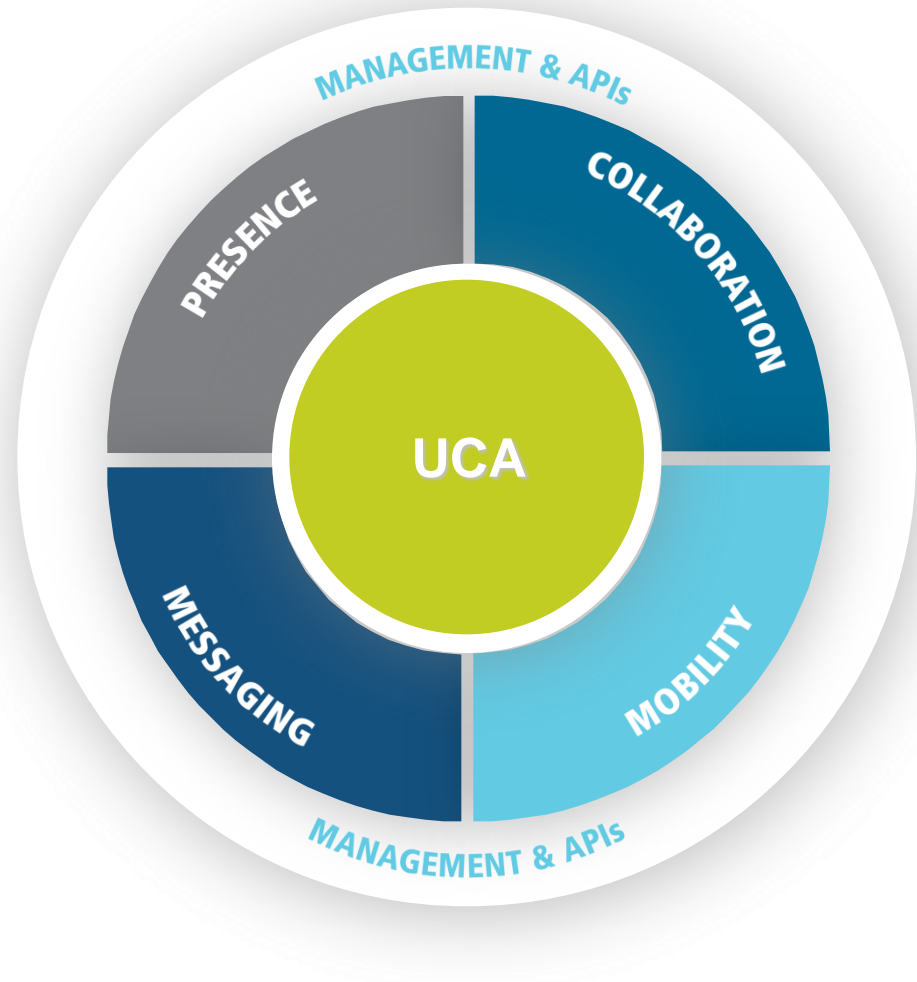 MANAGEMENT & APIs
PRESENCE
COLLABORATION
UCA
MESSAGING
MOBILITY
MANAGEMENT & APIs